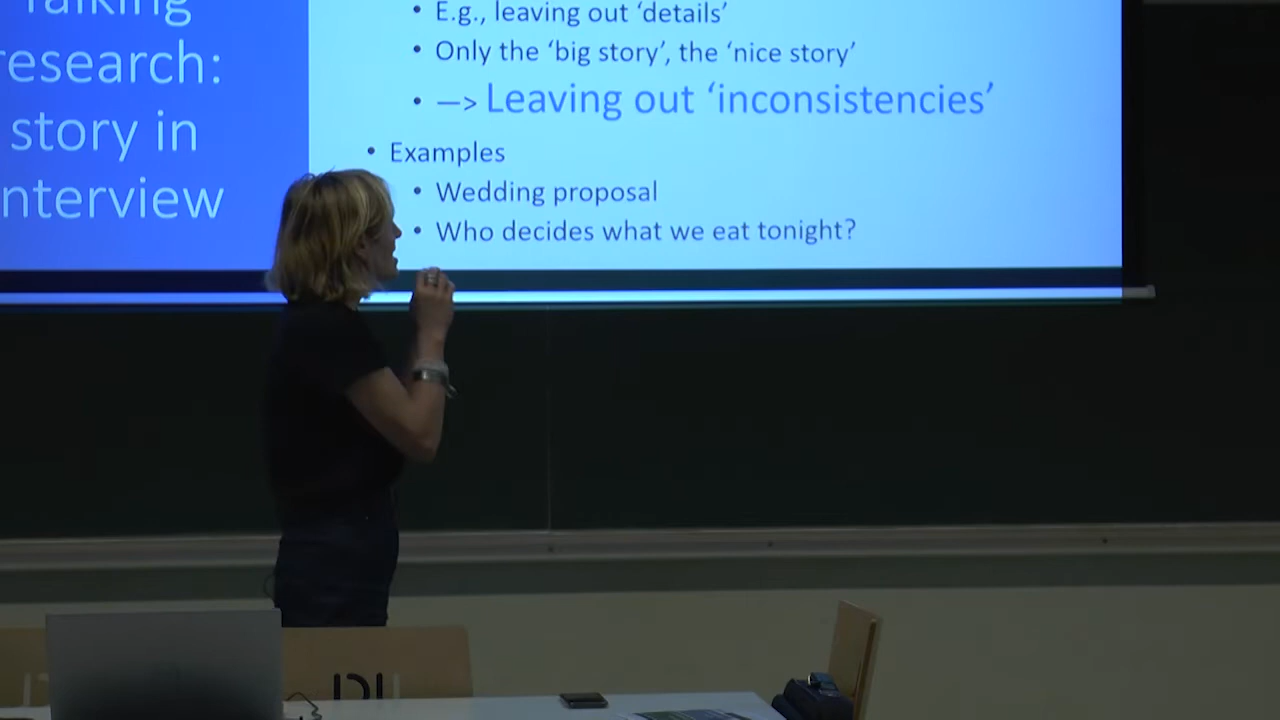 Talking
research:
story in
nterview
• E.g., leaving out ‘details’
• Only the ‘big story’, the ‘nice story’
• —> Leaving out ‘inconsistencies’
• Examples
• Wedding proposal
• Who decides what we eat tonight?